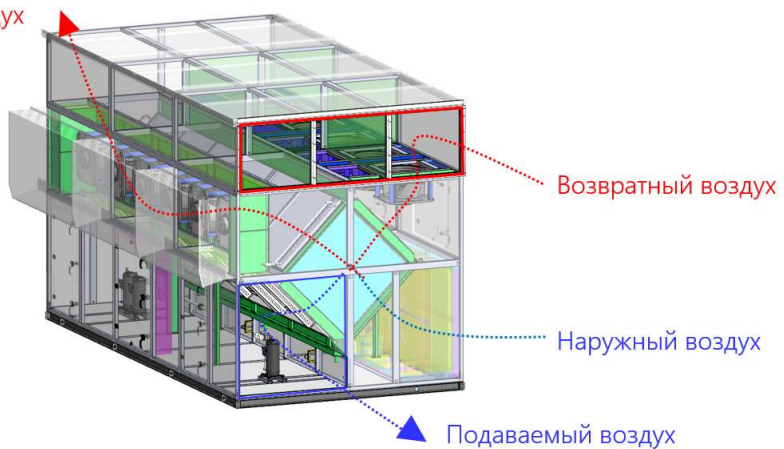 Возвратный воздух
Наружный воздух
Подаваемый воздух